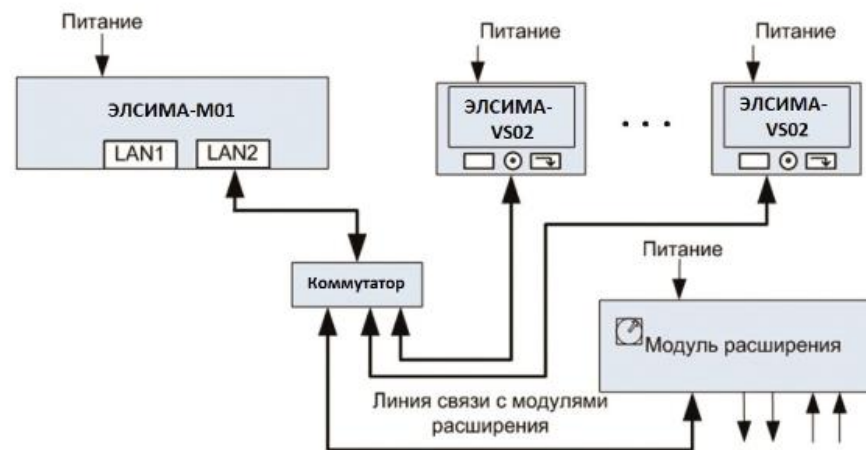 Питание
Питание
Питание
ЭЛСИМА-М01
LAN1
LAN2
ЭЛСИМА-
VS02
. . .
ЭЛСИМА-
VS02
Коммутатор
Питание
Модуль расширения
Линия связи с модулями
расширения